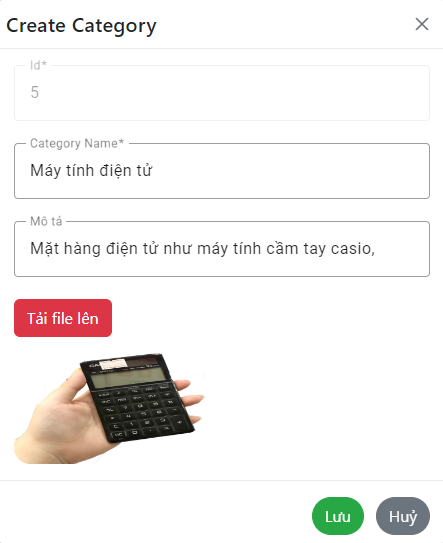 Create Category
Id*
5
Category Name*
Máy tính điện tử
Mô tả
Mặt hàng điện tử như máy tính cầm tay casio,
Tải file lên
Lưu
Huỷ